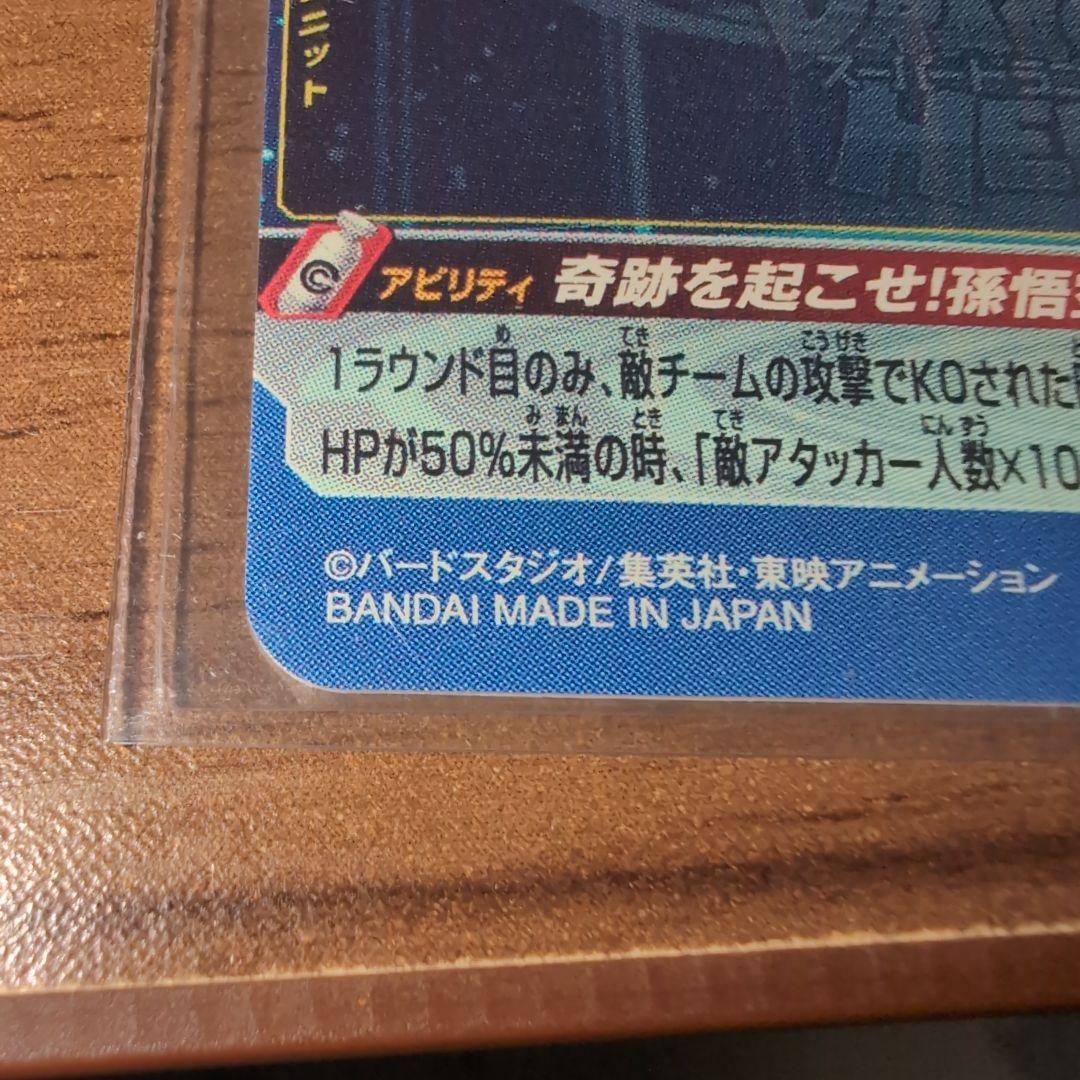 ニット
アビリティ 奇跡を起こせ!孫悟
1ラウンド目のみ、敵チームの攻撃でKOされた
HPが50%未満の時、「敵アタッカー人数×10
©バードスタジオ/集英社・東映アニメーション
BANDAI MADE IN JAPAN